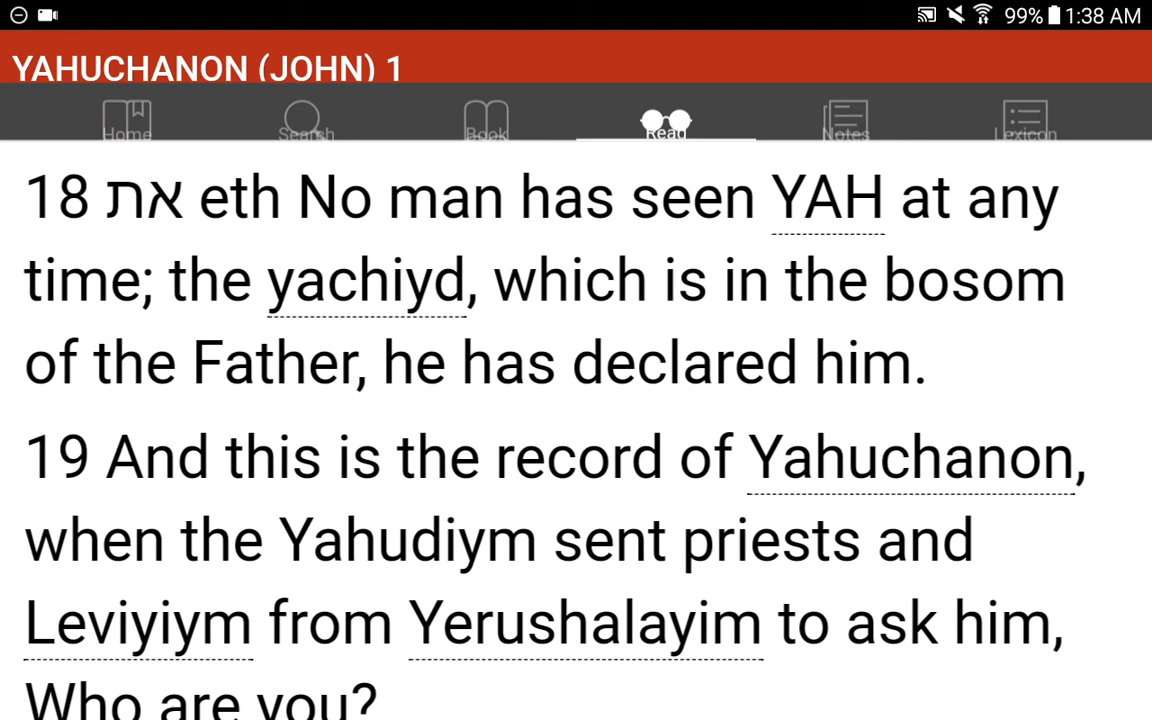 99% 1:38 AM
YAHUCHANON (JOHN) 1
Home Search Book Read Notes Lexicon
18 את eth No man has seen YAH at any
time; the yachiyd, which is in the bosom
of the Father, he has declared him.
19 And this is the record of Yahuchanon,
when the Yahudiym sent priests and
Leviyiym from Yerushalayim to ask him,
Who are you?